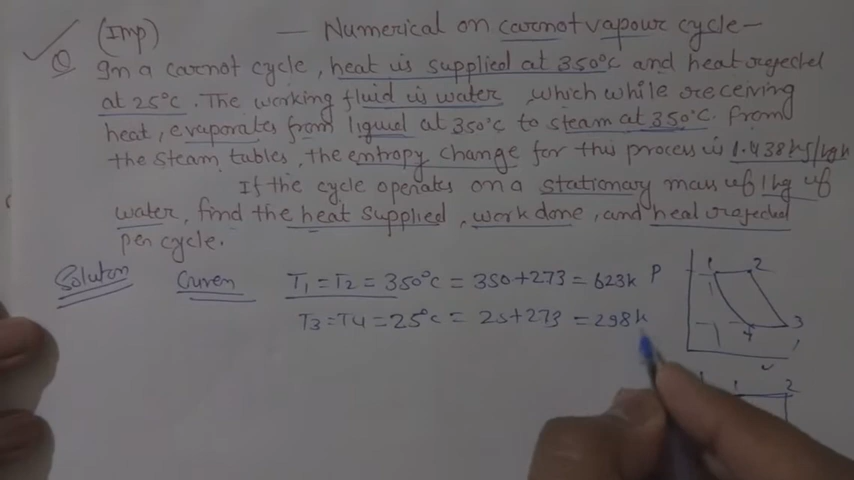 (Imp) — Numerical on carnot vapour cycle —
Q In a carnot cycle, heat is supplied at 350°C and heat rejected
at 25°C. The working fluid is water, which while receiving
heat, evaporates from liquid at 350°C to steam at 350°C. From
the steam tables, the entropy change for this process is 1.438 kJ/kgK
If the cycle operates on a stationary mass of 1 kg of
water, find the heat supplied, work done, and heat rejected
per cycle.
Solution Given T1 = T2 = 350°C = 350+273 = 623K P 1 2
T3 = T4 = 25°C = 25+273 = 298K 4 3
1 2